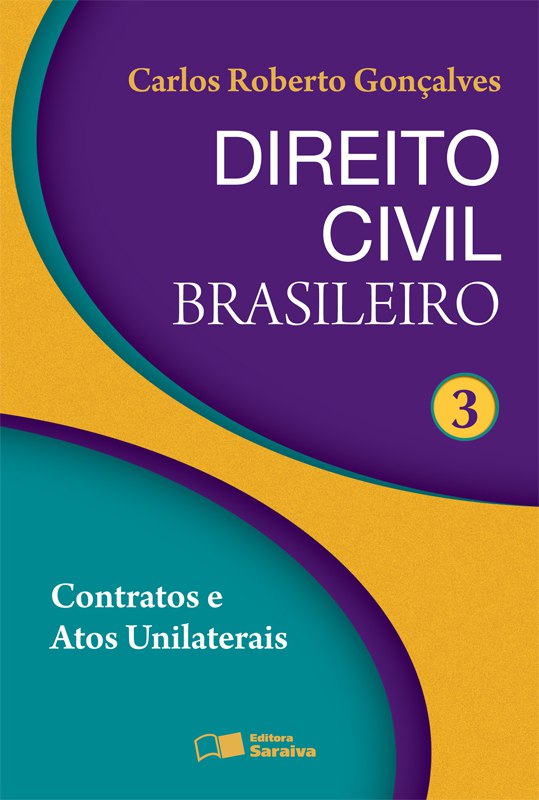 Carlos Roberto Gonçalves
DIREITO
CIVIL
BRASILEIRO
3
Contratos e
Atos Unilaterais
Editora
Saraiva